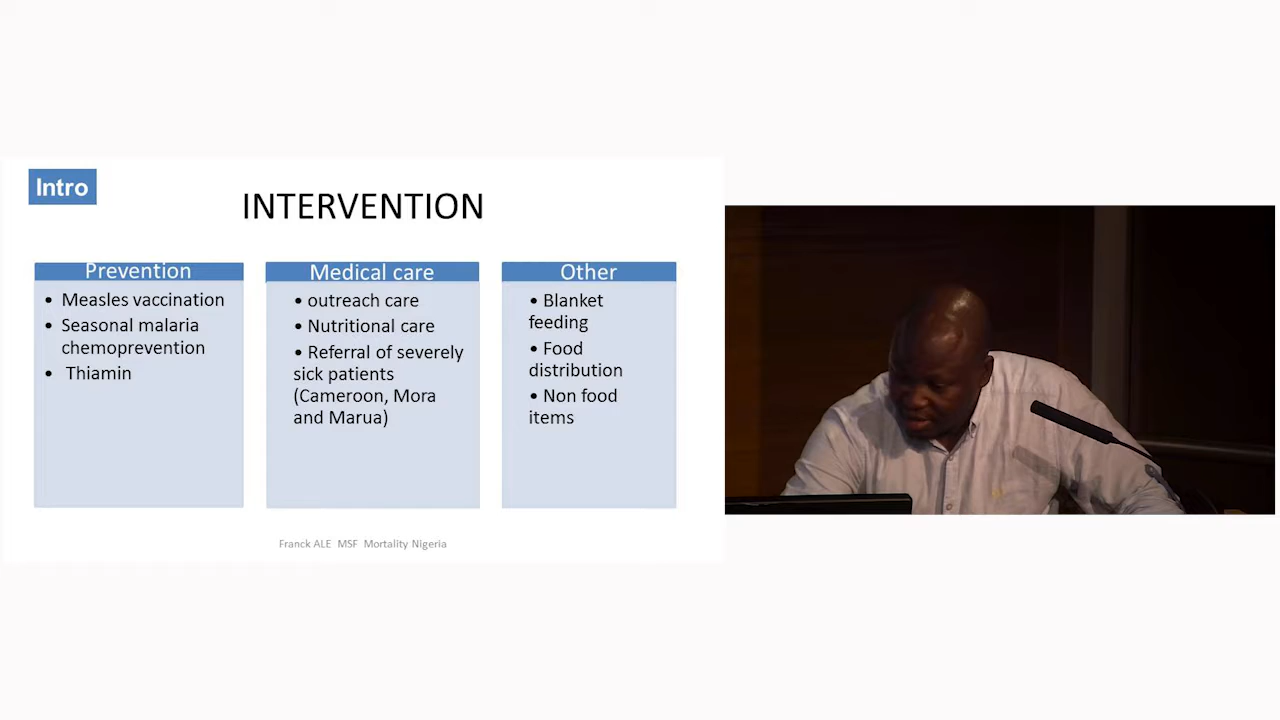 Intro
INTERVENTION
Prevention
• Measles vaccination
• Seasonal malaria
chemoprevention
• Thiamin
Medical care
• outreach care
• Nutritional care
• Referral of severely
sick patients
(Cameroon, Mora
and Marua)
Other
• Blanket
feeding
• Food
distribution
• Non food
items
Franck ALE MSF Mortality Nigeria